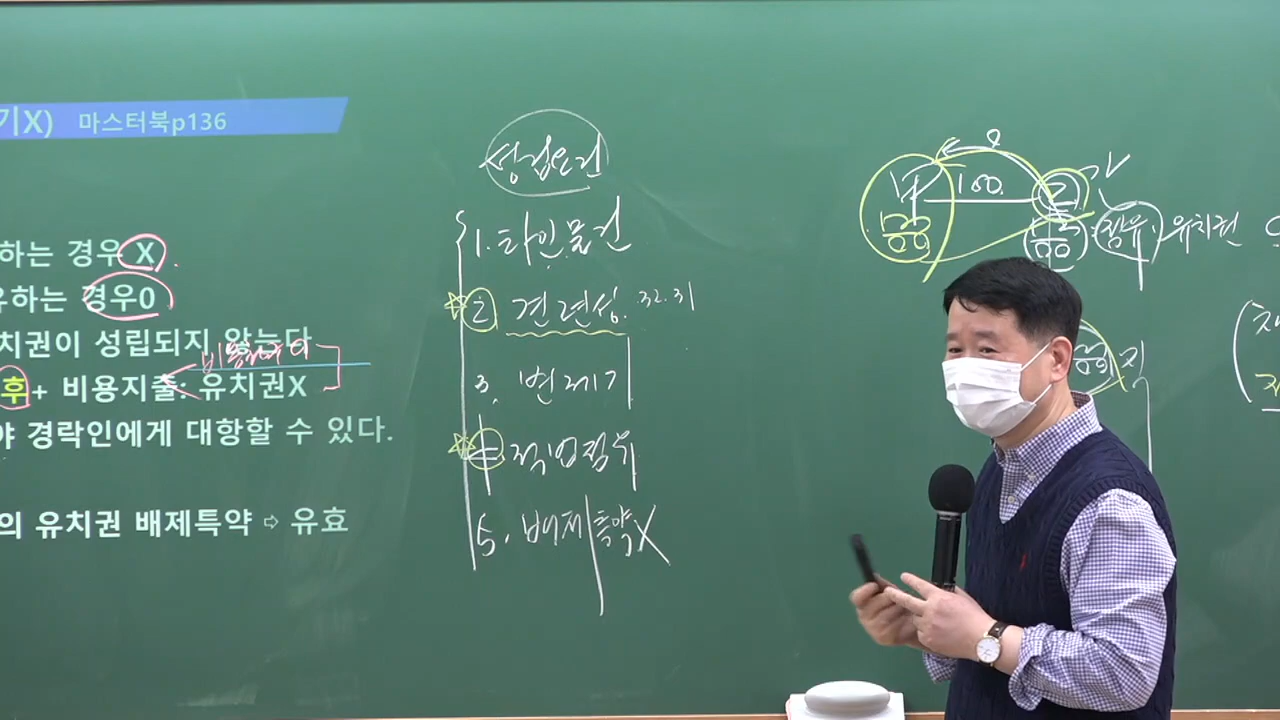 기X) 마스터북p136
하는 경우 X
유하는 경우0
치권이 성립되지 않는다
후 + 비용지출: 유치권X
야 경락인에게 대항할 수 있다.
의 유치권 배제특약 ⇨ 유효
성립요건
1. 타인물건
2 견련성. 32.31
3. 변제기
4 적법점유
5. 배제특약X
100
점유. 유치권